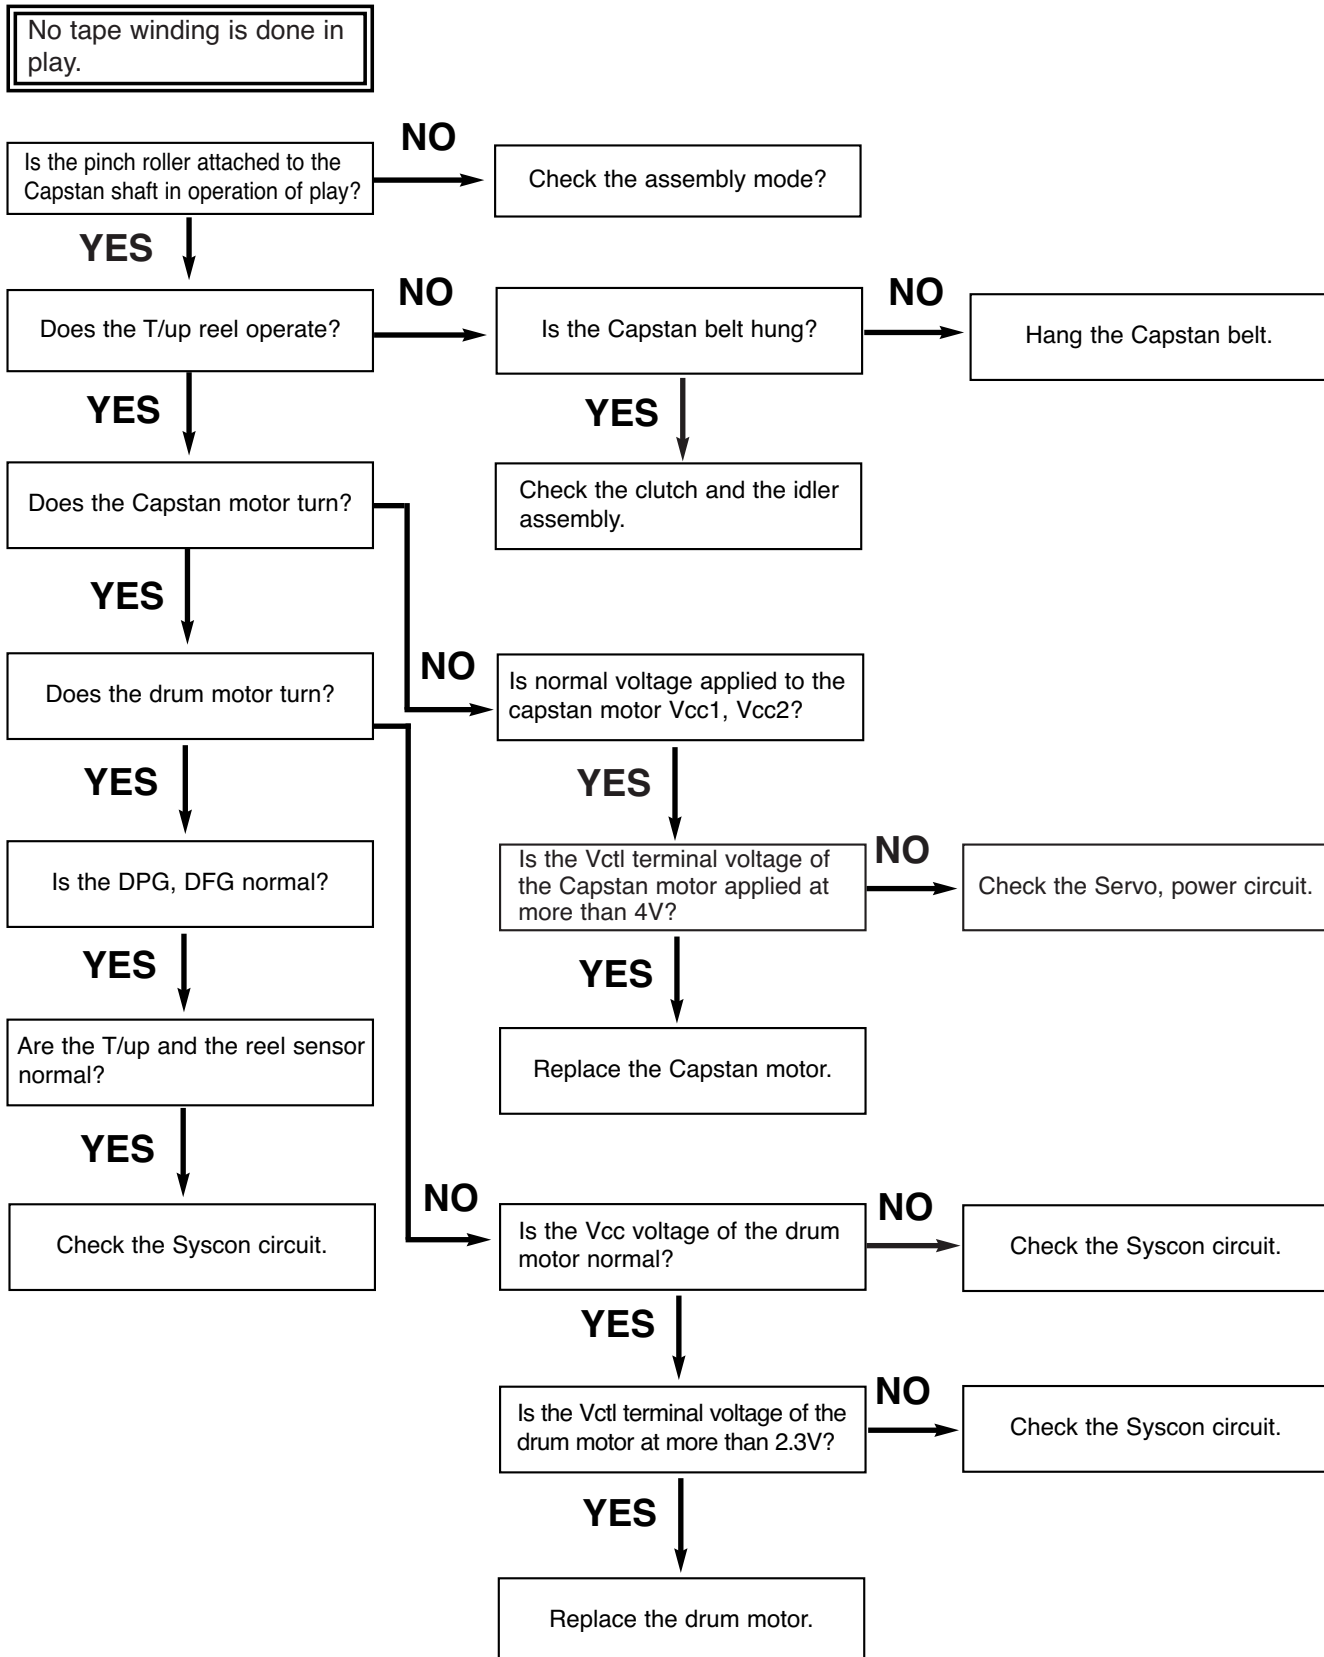 No tape winding is done in
play.
NO
Is the pinch roller attached to the
Capstan shaft in operation of play?
Check the assembly mode?
YES
NO
NO
Does the T/up reel operate?
Is the Capstan belt hung?
Hang the Capstan belt.
YES
YES
Does the Capstan motor turn?
Check the clutch and the idler
assembly.
YES
NO
Does the drum motor turn?
Is normal voltage applied to the
capstan motor Vcc1, Vcc2?
YES
YES
NO
Is the DPG, DFG normal?
Is the Vctl terminal voltage of
the Capstan motor applied at
more than 4V?
Check the Servo, power circuit.
YES
YES
Are the T/up and the reel sensor
normal?
Replace the Capstan motor.
YES
NO
NO
Check the Syscon circuit.
Is the Vcc voltage of the drum
motor normal?
Check the Syscon circuit.
YES
NO
Is the Vctl terminal voltage of the
drum motor at more than 2.3V?
Check the Syscon circuit.
YES
Replace the drum motor.